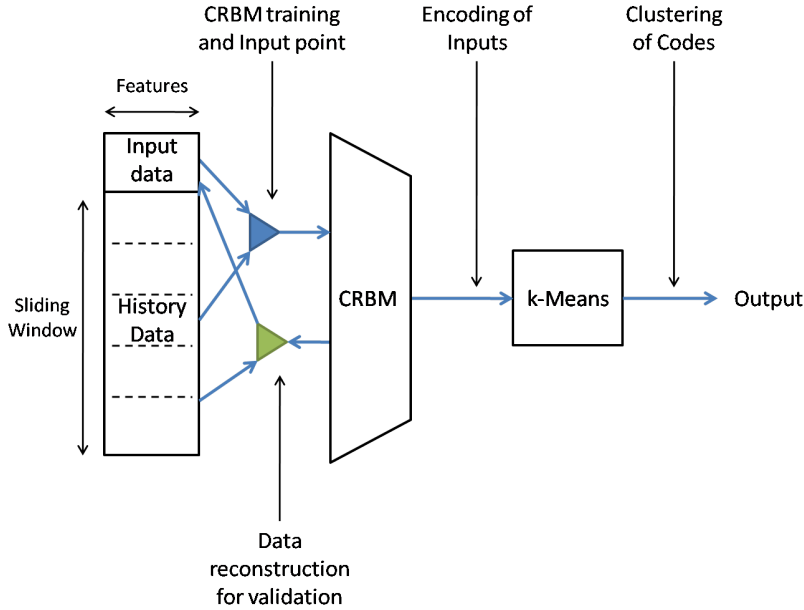 CRBM training
and Input point
Encoding of
Inputs
Clustering
of Codes
Features
Input
data
Sliding
Window
History
Data
CRBM
k-Means
Output
Data
reconstruction
for validation